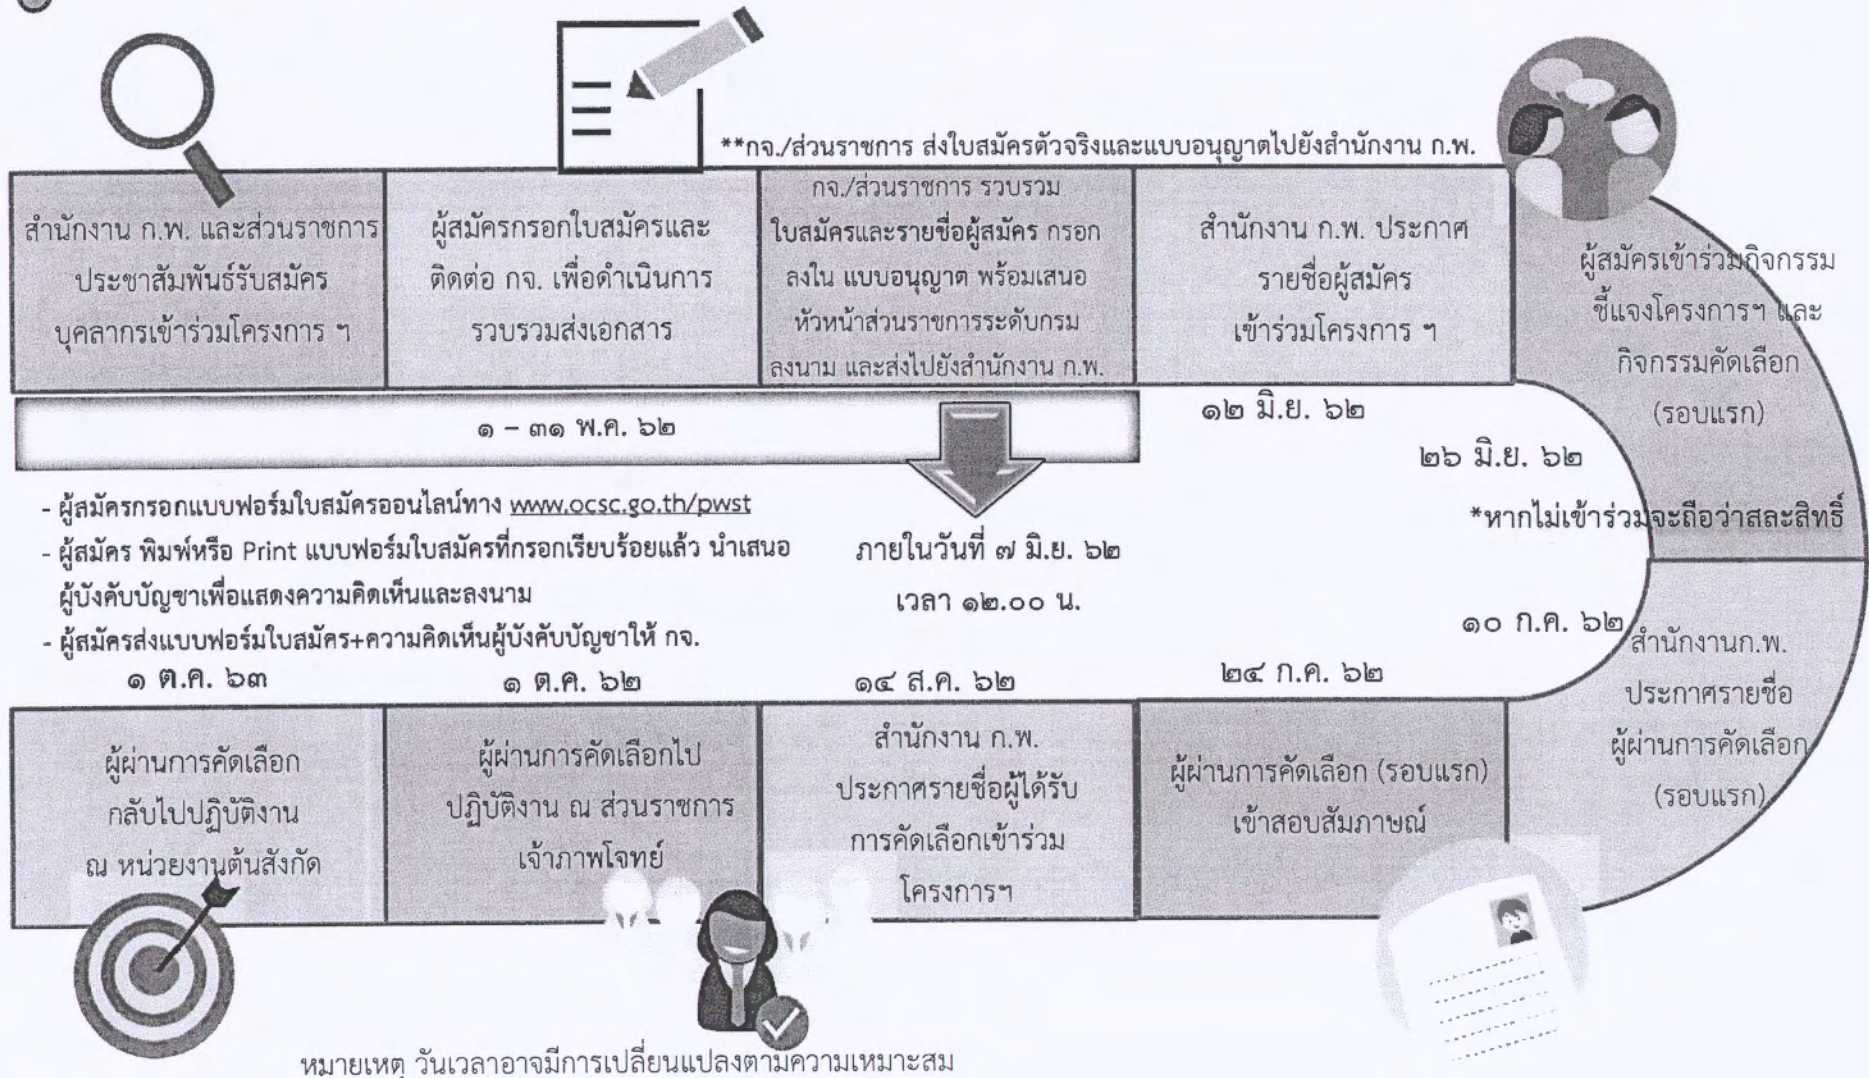 **กจ./ส่วนราชการ ส่งใบสมัครตัวจริงและแบบอนุญาตไปยังสำนักงาน ก.พ.
สำนักงาน ก.พ. และส่วนราชการ
ประชาสัมพันธ์รับสมัคร
บุคลากรเข้าร่วมโครงการ ฯ
ผู้สมัครกรอกใบสมัครและ
ติดต่อ กจ. เพื่อดำเนินการ
รวบรวมส่งเอกสาร
กจ./ส่วนราชการ รวบรวม
ใบสมัครและรายชื่อผู้สมัคร กรอก
ลงใน แบบอนุญาต พร้อมเสนอ
หัวหน้าส่วนราชการระดับกรม
ลงนาม และส่งไปยังสำนักงาน ก.พ.
สำนักงาน ก.พ. ประกาศ
รายชื่อผู้สมัคร
เข้าร่วมโครงการ ฯ
ผู้สมัครเข้าร่วมกิจกรรม
ชี้แจงโครงการฯ และ
กิจกรรมคัดเลือก
(รอบแรก)
๑ – ๓๑ พ.ค. ๖๒
๑๒ มิ.ย. ๖๒
๒๖ มิ.ย. ๖๒
*หากไม่เข้าร่วมจะถือว่าสละสิทธิ์
- ผู้สมัครกรอกแบบฟอร์มใบสมัครออนไลน์ทาง www.ocsc.go.th/pwst
- ผู้สมัคร พิมพ์หรือ Print แบบฟอร์มใบสมัครที่กรอกเรียบร้อยแล้ว นำเสนอ
ผู้บังคับบัญชาเพื่อแสดงความคิดเห็นและลงนาม
- ผู้สมัครส่งแบบฟอร์มใบสมัคร+ความคิดเห็นผู้บังคับบัญชาให้ กจ.
ภายในวันที่ ๗ มิ.ย. ๖๒
เวลา ๑๒.๐๐ น.
๑๐ ก.ค. ๖๒
สำนักงานก.พ.
ประกาศรายชื่อ
ผู้ผ่านการคัดเลือก
(รอบแรก)
๒๔ ก.ค. ๖๒
ผู้ผ่านการคัดเลือก (รอบแรก)
เข้าสอบสัมภาษณ์
๑๔ ส.ค. ๖๒
สำนักงาน ก.พ.
ประกาศรายชื่อผู้ได้รับ
การคัดเลือกเข้าร่วม
โครงการฯ
๑ ต.ค. ๖๒
ผู้ผ่านการคัดเลือกไป
ปฏิบัติงาน ณ ส่วนราชการ
เจ้าภาพโจทย์
๑ ต.ค. ๖๓
ผู้ผ่านการคัดเลือก
กลับไปปฏิบัติงาน
ณ หน่วยงานต้นสังกัด
หมายเหตุ วันเวลาอาจมีการเปลี่ยนแปลงตามความเหมาะสม